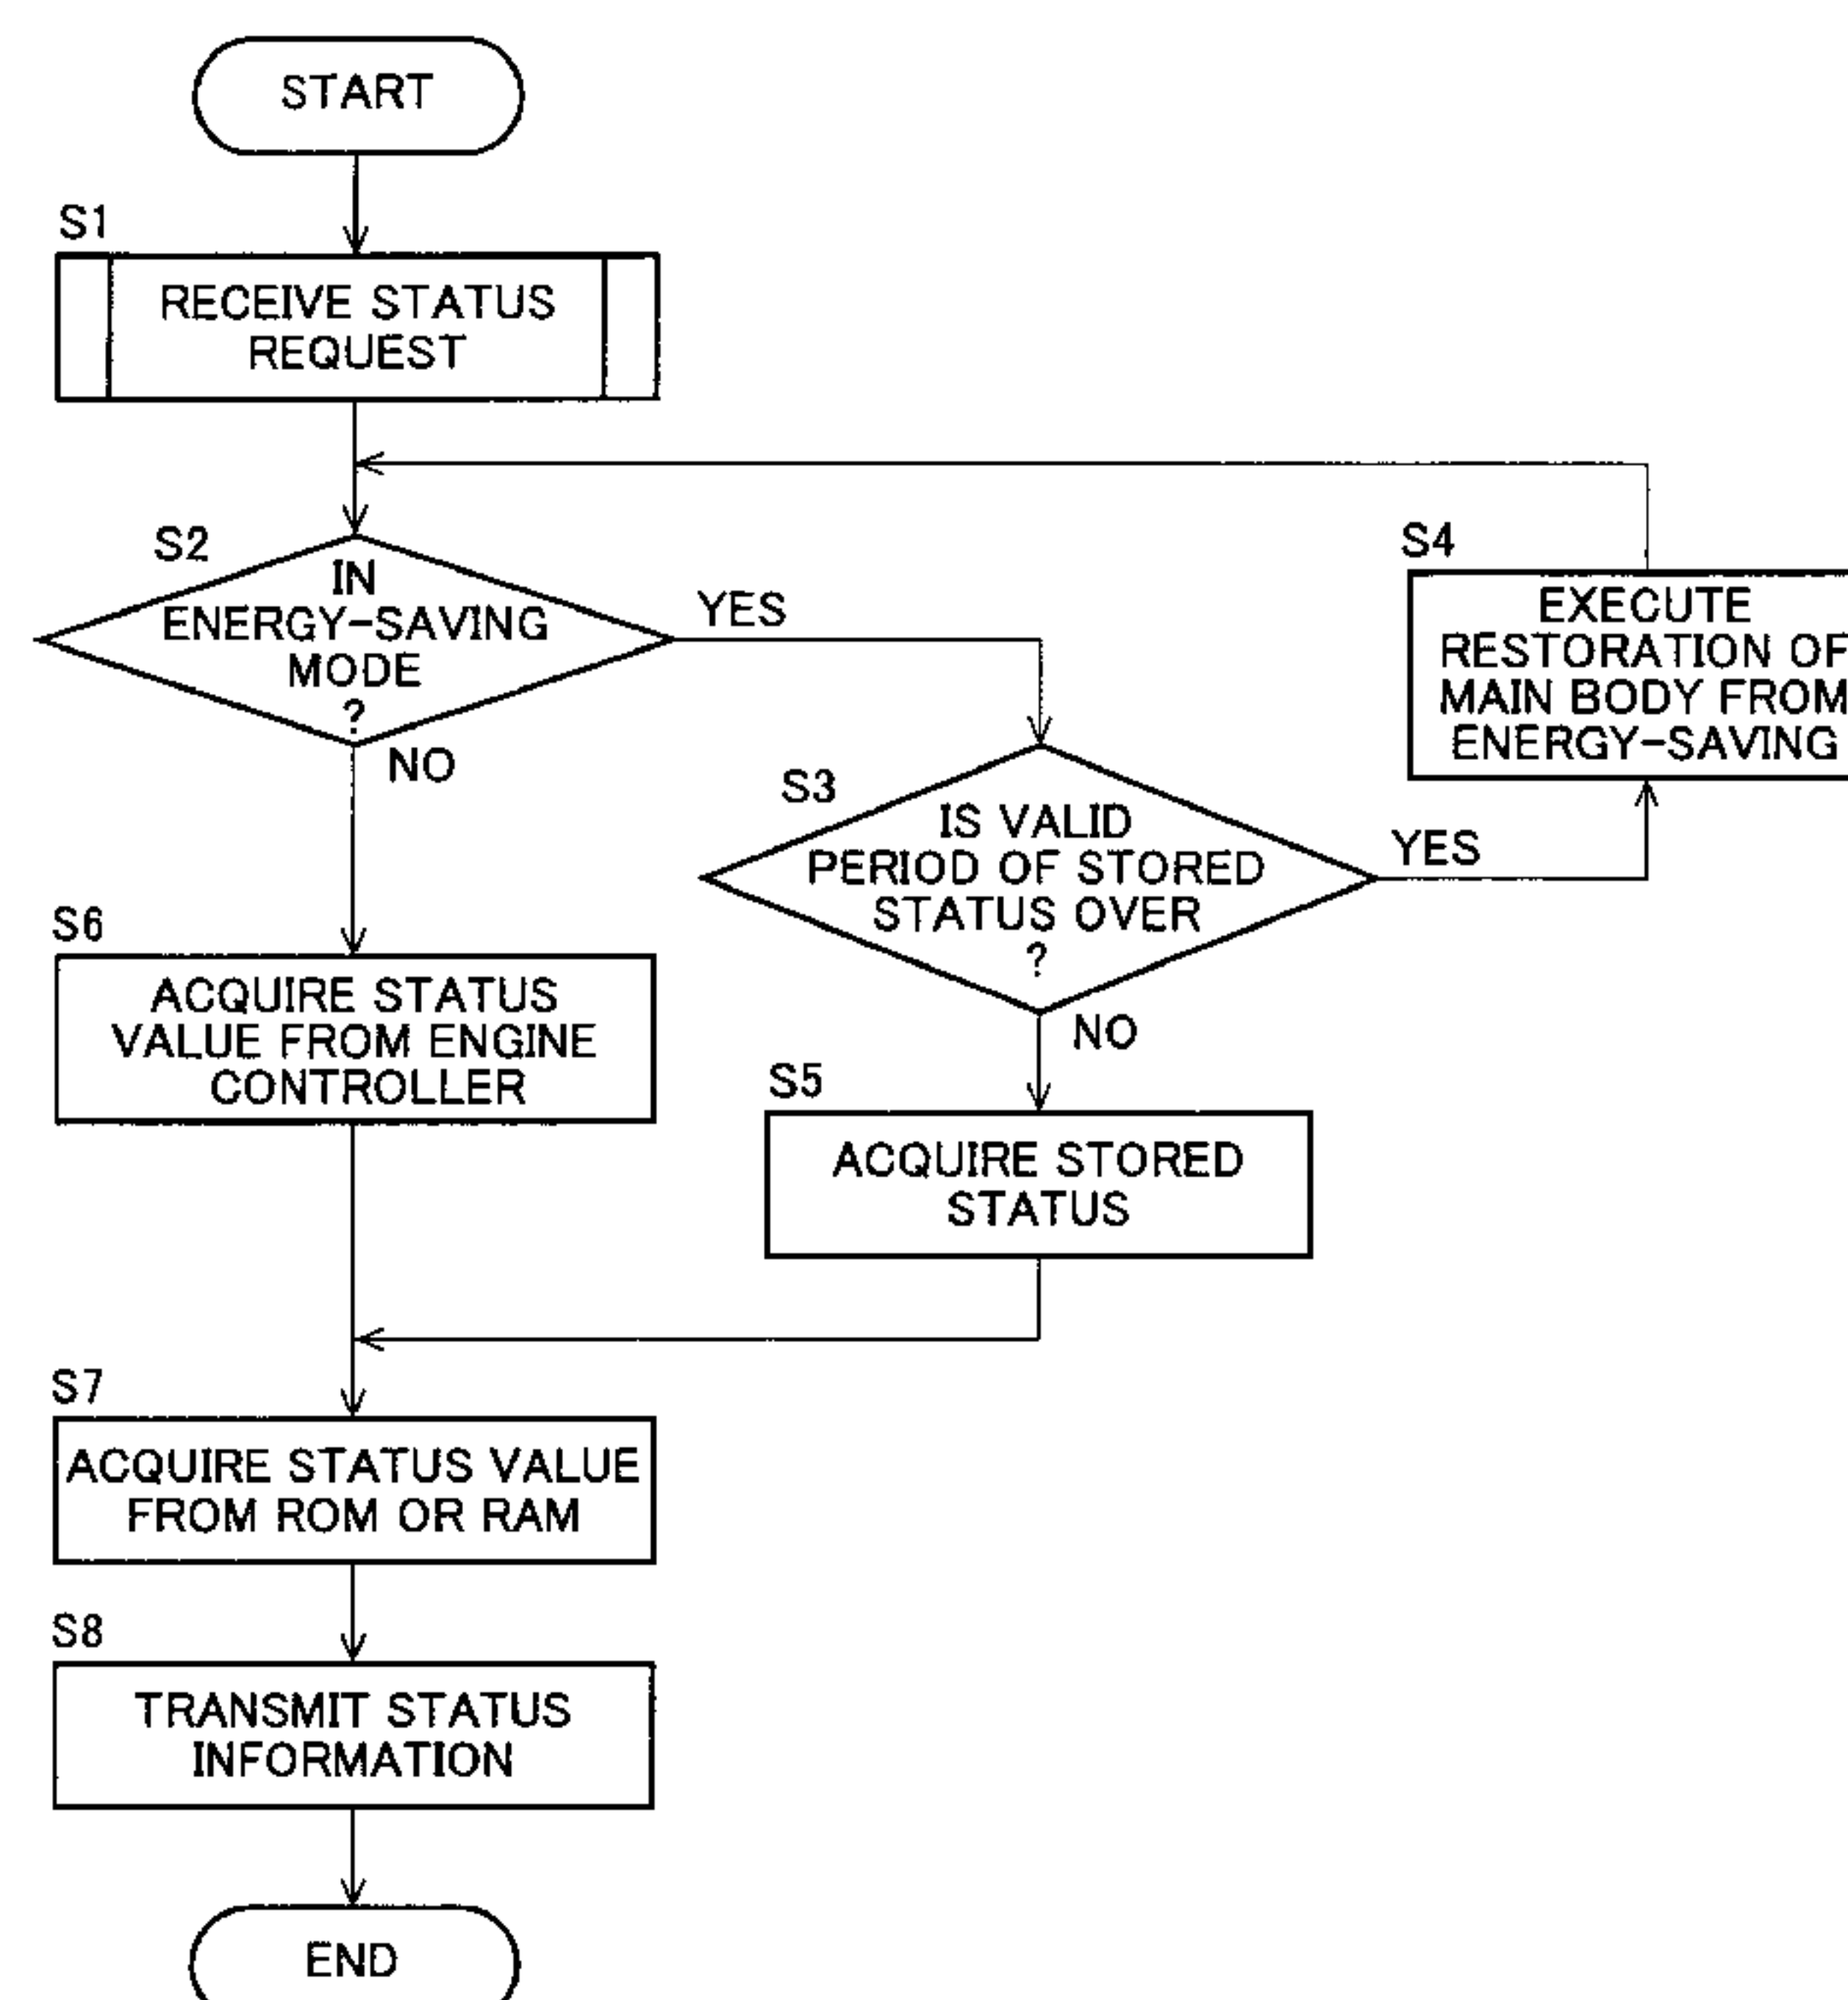 START
S1
RECEIVE STATUS
REQUEST
S2
IN
ENERGY-SAVING
MODE
?
YES
NO
S3
IS VALID
PERIOD OF STORED
STATUS OVER
?
YES
NO
S4
EXECUTE
RESTORATION OF
MAIN BODY FROM
ENERGY-SAVING
S5
ACQUIRE STORED
STATUS
S6
ACQUIRE STATUS
VALUE FROM ENGINE
CONTROLLER
S7
ACQUIRE STATUS VALUE
FROM ROM OR RAM
S8
TRANSMIT STATUS
INFORMATION
END